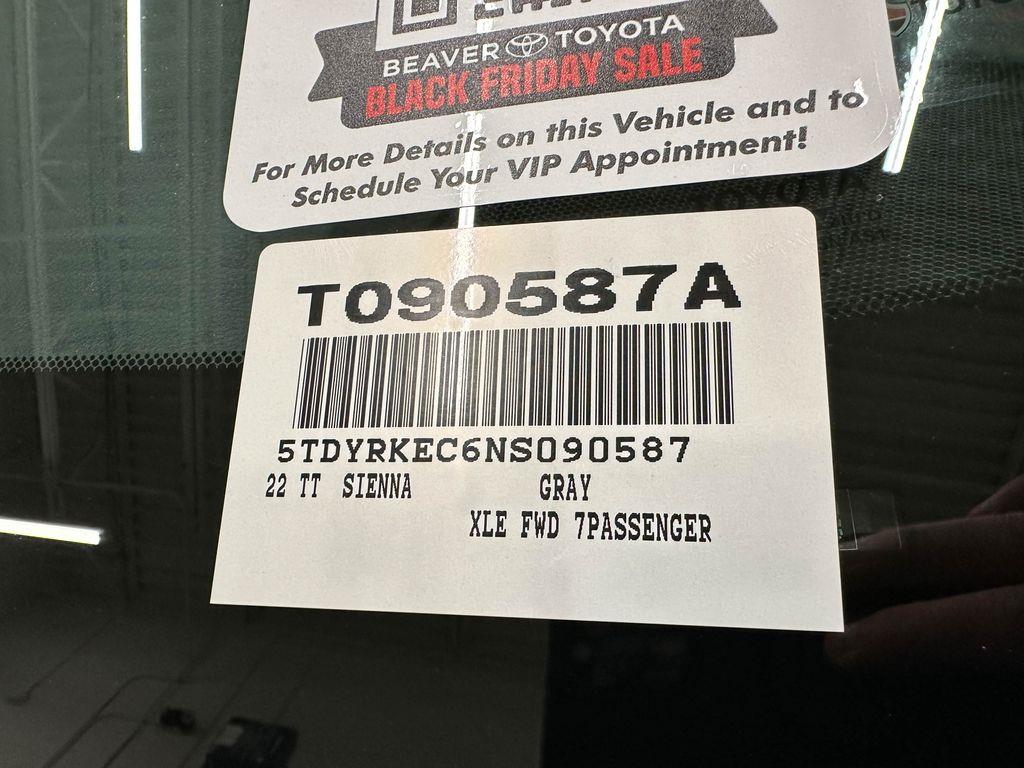 BEAVER TOYOTA
BLACK FRIDAY SALE
For More Details on this Vehicle and to
Schedule Your VIP Appointment!
T090587A
5TDYRKEC6NS090587
22 TT SIENNA GRAY
XLE FWD 7PASSENGER